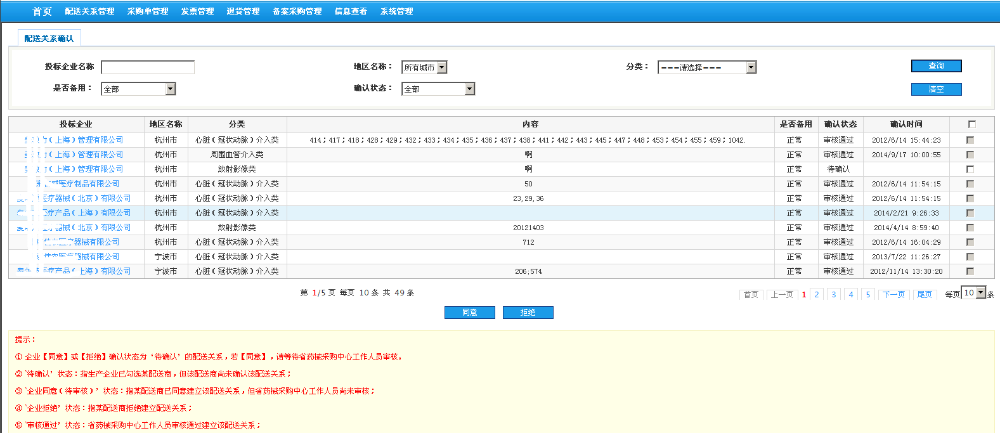 首页 配送关系管理 采购单管理 发票管理 退货管理 备案采购管理 信息查看 系统管理
配送关系确认
投标企业名称 地区名称： 所有城市 分类： ===请选择=== 查询
是否备用： 全部 确认状态： 全部 清空
投标企业 地区名称 分类 内容 是否备用 确认状态 确认时间
（上海）管理有限公司 杭州市 心脏（冠状动脉）介入类 414；417；418；428；429；432；433；434；435；436；437；438；441；442；443；445；447；448；453；454；455；459；1042. 正常 审核通过 2012/6/14 15:44:23
（上海）管理有限公司 杭州市 周围血管介入类 啊 正常 审核通过 2014/9/17 10:00:55
（上海）管理有限公司 杭州市 放射影像类 啊 正常 待确认
医疗制品有限公司 杭州市 心脏（冠状动脉）介入类 50 正常 审核通过 2012/6/14 11:54:15
医疗器械（北京）有限公司 杭州市 心脏（冠状动脉）介入类 23,29,36 正常 审核通过 2012/6/14 11:54:15
医疗产品（上海）有限公司 杭州市 心脏（冠状动脉）介入类 正常 审核通过 2014/2/21 9:26:33
器械（北京）有限公司 杭州市 放射影像类 20121403 正常 审核通过 2014/4/14 8:59:40
器械有限公司 杭州市 心脏（冠状动脉）介入类 712 正常 审核通过 2012/6/14 16:04:29
器械有限公司 宁波市 心脏（冠状动脉）介入类 正常 审核通过 2013/7/22 11:26:27
医疗产品（上海）有限公司 宁波市 心脏（冠状动脉）介入类 206;574 正常 审核通过 2012/11/14 13:30:20
第 1/5 页 每页 10 条 共 49 条 首页 上一页 1 2 3 4 5 下一页 尾页 每页 10 条
同意 拒绝
提示：
① 企业【同意】或【拒绝】确认状态为‘待确认’的配送关系，若【同意】，请等待省药械采购中心工作人员审核。
② ‘待确认’状态：指生产企业已勾选某配送商，但该配送商尚未确认该配送关系；
③ ‘企业同意（待审核）’状态：指某配送商已同意建立该配送关系，但省药械采购中心工作人员尚未审核；
④ ‘企业拒绝’状态：指某配送商拒绝建立配送关系；
⑤ ‘审核通过’状态：省药械采购中心工作人员审核通过建立该配送关系；